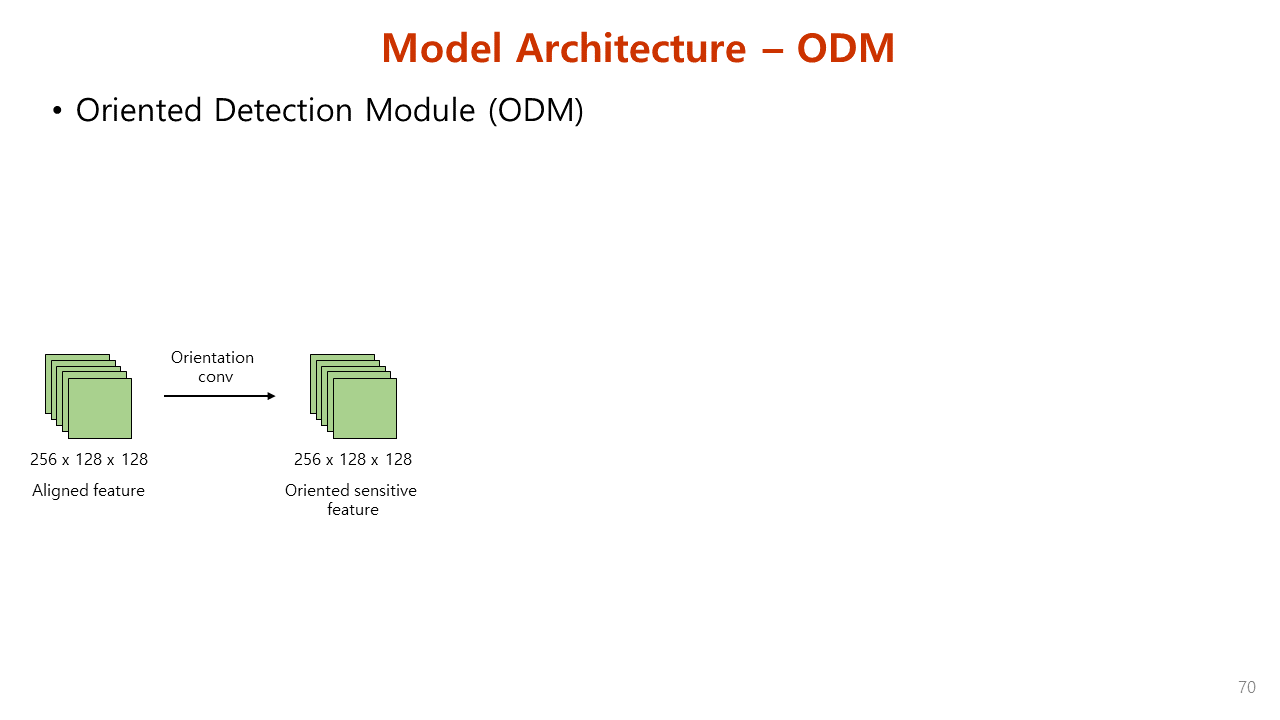 Model Architecture – ODM
• Oriented Detection Module (ODM)
Orientation
conv
256 x 128 x 128
256 x 128 x 128
Aligned feature
Oriented sensitive
feature
70